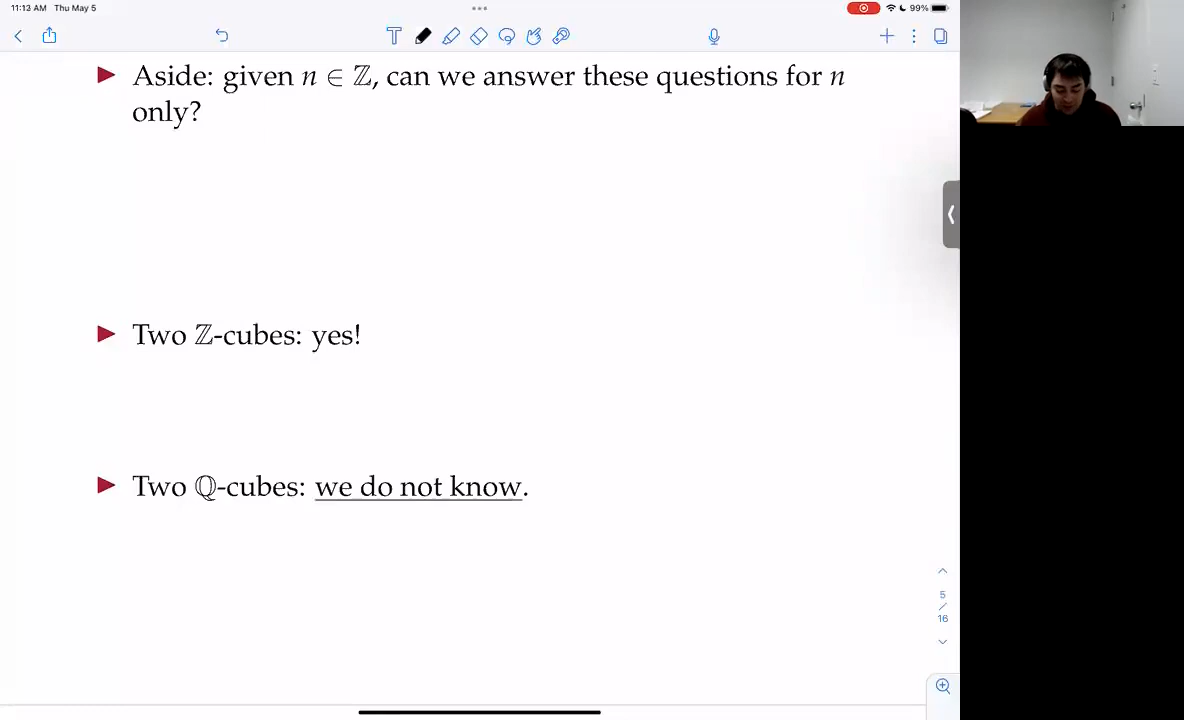 11:13 AM Thu May 5
99%
▶ Aside: given n ∈ ℤ, can we answer these questions for n
only?
▶ Two ℤ-cubes: yes!
▶ Two ℚ-cubes: we do not know.
5
/
16